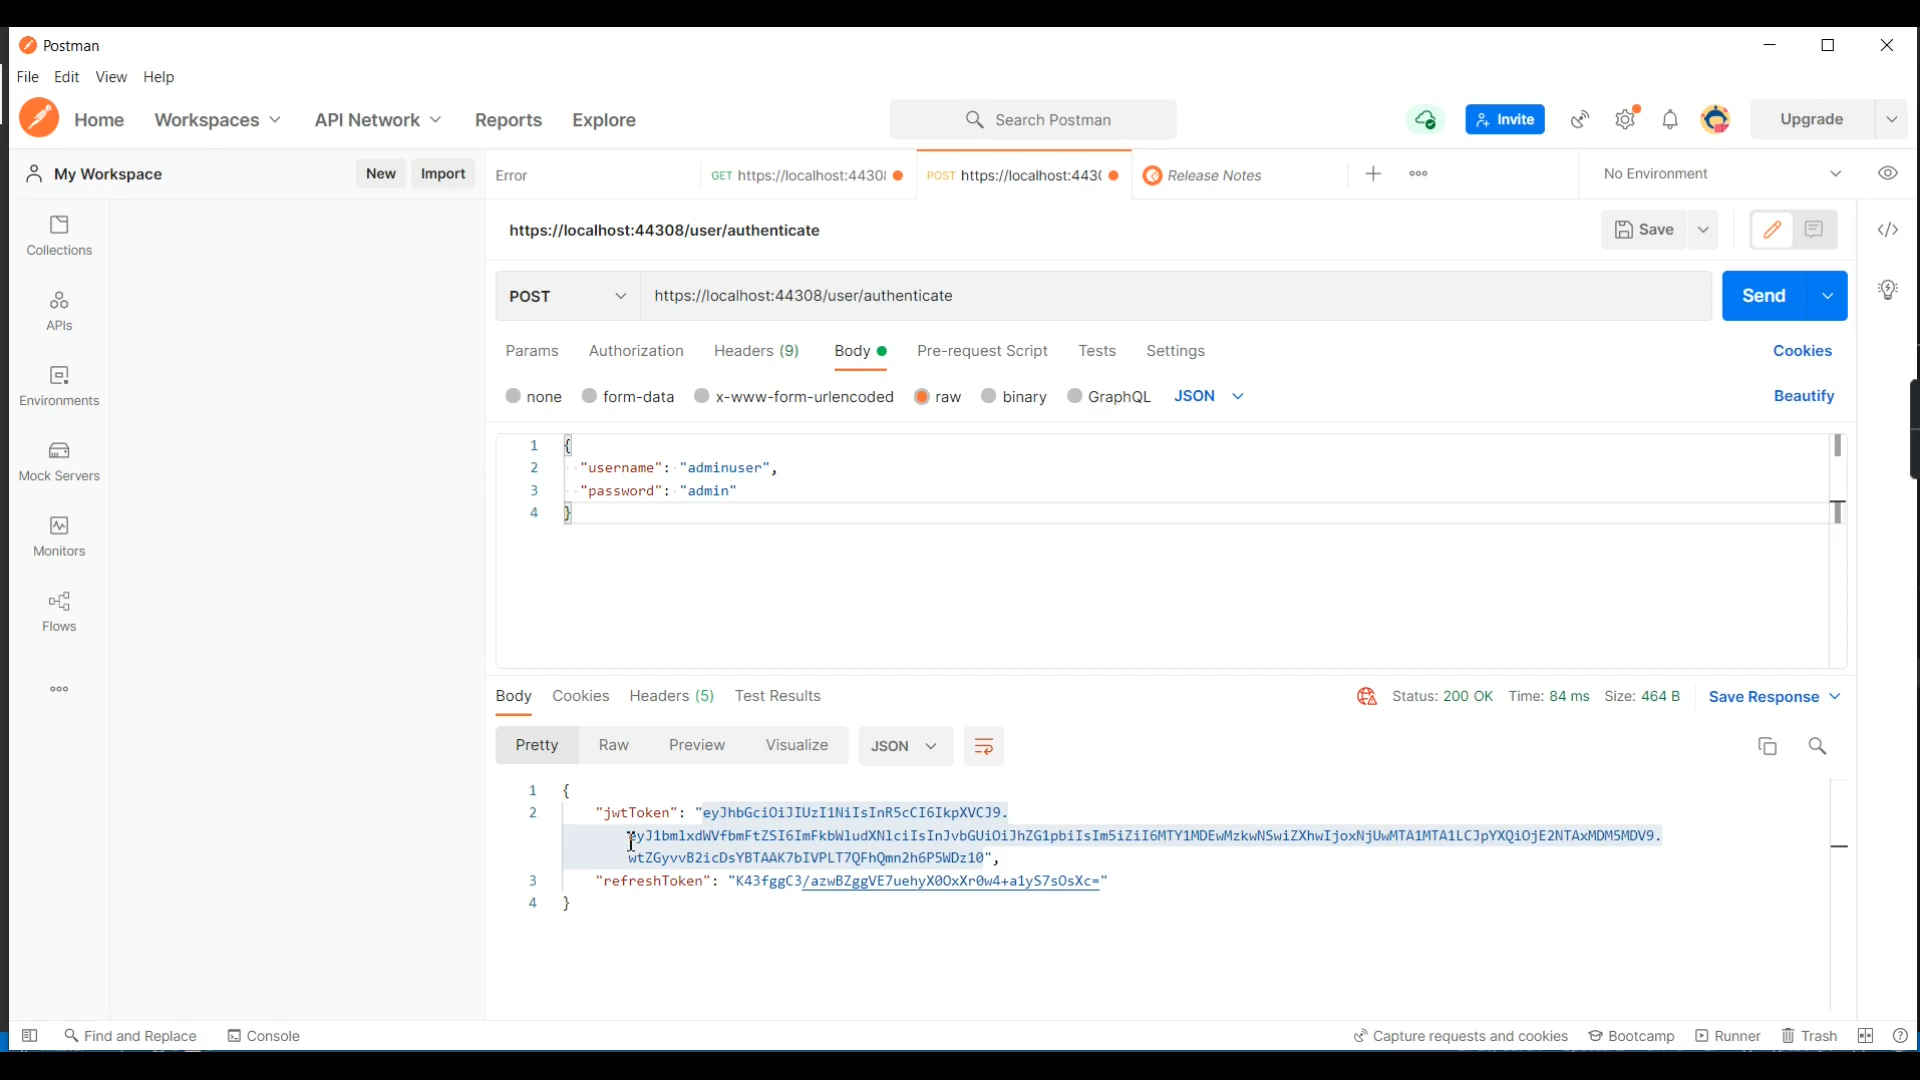 Postman
File Edit View Help
Home Workspaces API Network Reports Explore Search Postman Invite Upgrade
My Workspace New Import Error GET https://localhost:44308 POST https://localhost:4430 Release Notes No Environment
Collections
APIs
Environments
Mock Servers
Monitors
Flows
https://localhost:44308/user/authenticate Save
POST https://localhost:44308/user/authenticate Send
Params Authorization Headers (9) Body Pre-request Script Tests Settings Cookies
none form-data x-www-form-urlencoded raw binary GraphQL JSON Beautify
1 {
2 "username": "adminuser",
3 "password": "admin"
4 }
Body Cookies Headers (5) Test Results Status: 200 OK Time: 84 ms Size: 464 B Save Response
Pretty Raw Preview Visualize JSON
1 {
2 "jwtToken": "eyJhbGciOiJIUzI1NiIsInR5cCI6IkpXVCJ9.
eyJ1bmlxdWVfbmFtZSI6ImFkbWludXNlciIsInJvbGUiOiJhZG1pbiIsIm5iZiI6MTY1MDEwMzkwNSwiZXhwIjoxNjUwMTA1MTA1LCJpYXQiOjE2NTAxMDM5MDV9.
wtZGyvvB2icDsYBTAAK7bIVPLT7QFhQmn2h6P5WDz10",
3 "refreshToken": "K43fggC3/azwBZggVE7uehyX0OxXr0w4+a1yS7sOsXc="
4 }
Find and Replace Console Capture requests and cookies Bootcamp Runner Trash